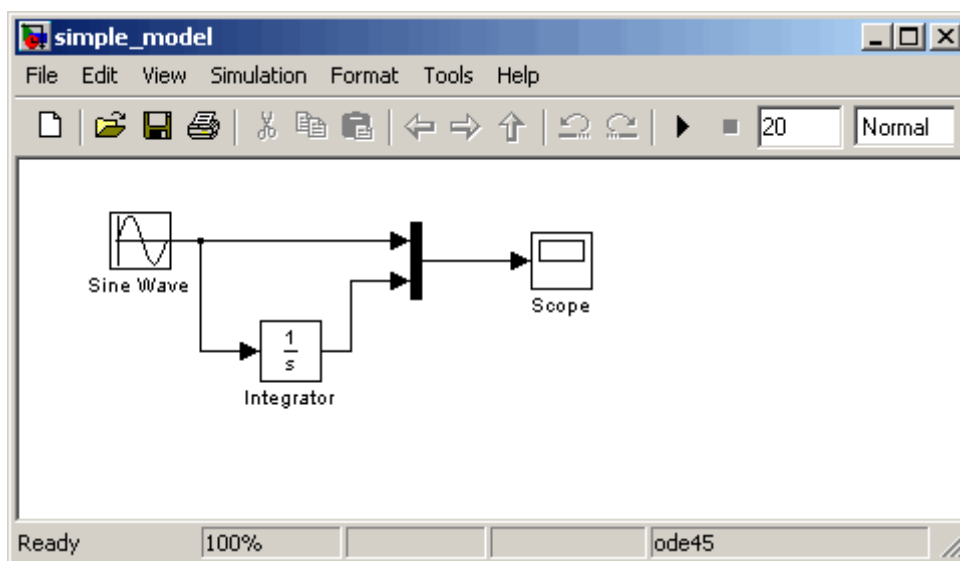 simple_model
File Edit View Simulation Format Tools Help
20 Normal
Sine Wave
Scope
1
s
Integrator
Ready 100% ode45